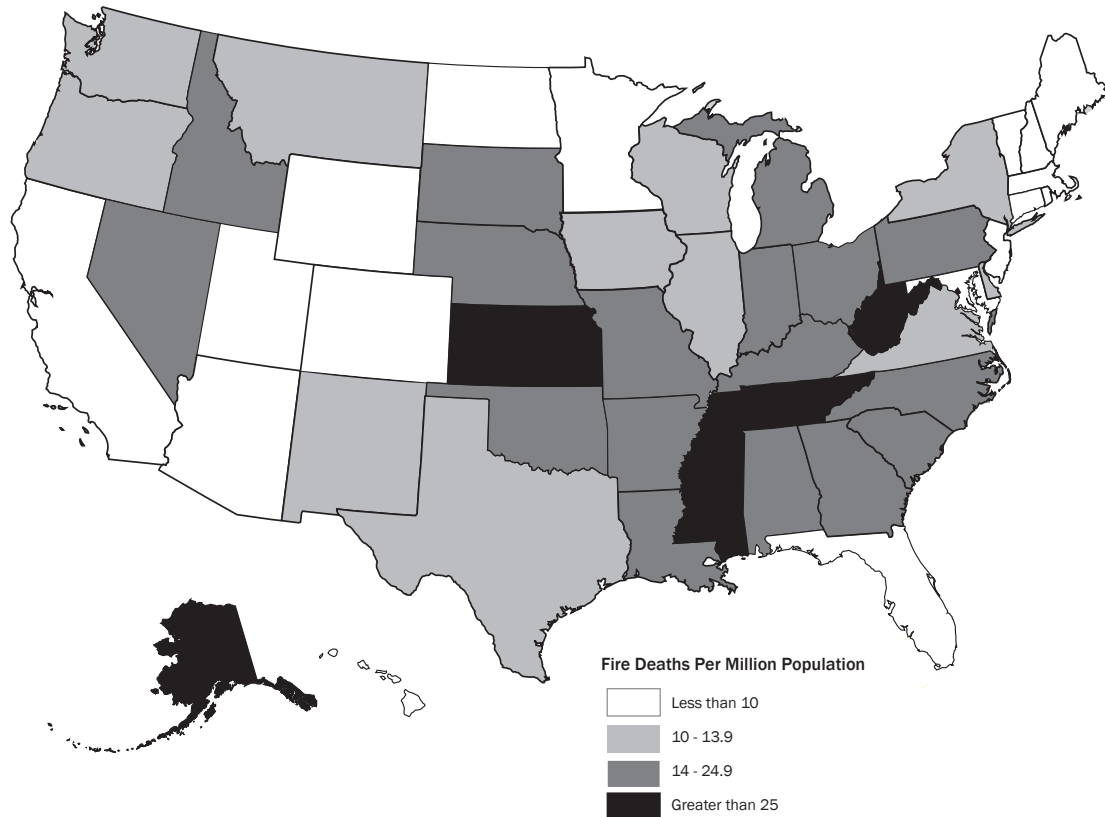 Fire Deaths Per Million Population
Less than 10
10 - 13.9
14 - 24.9
Greater than 25